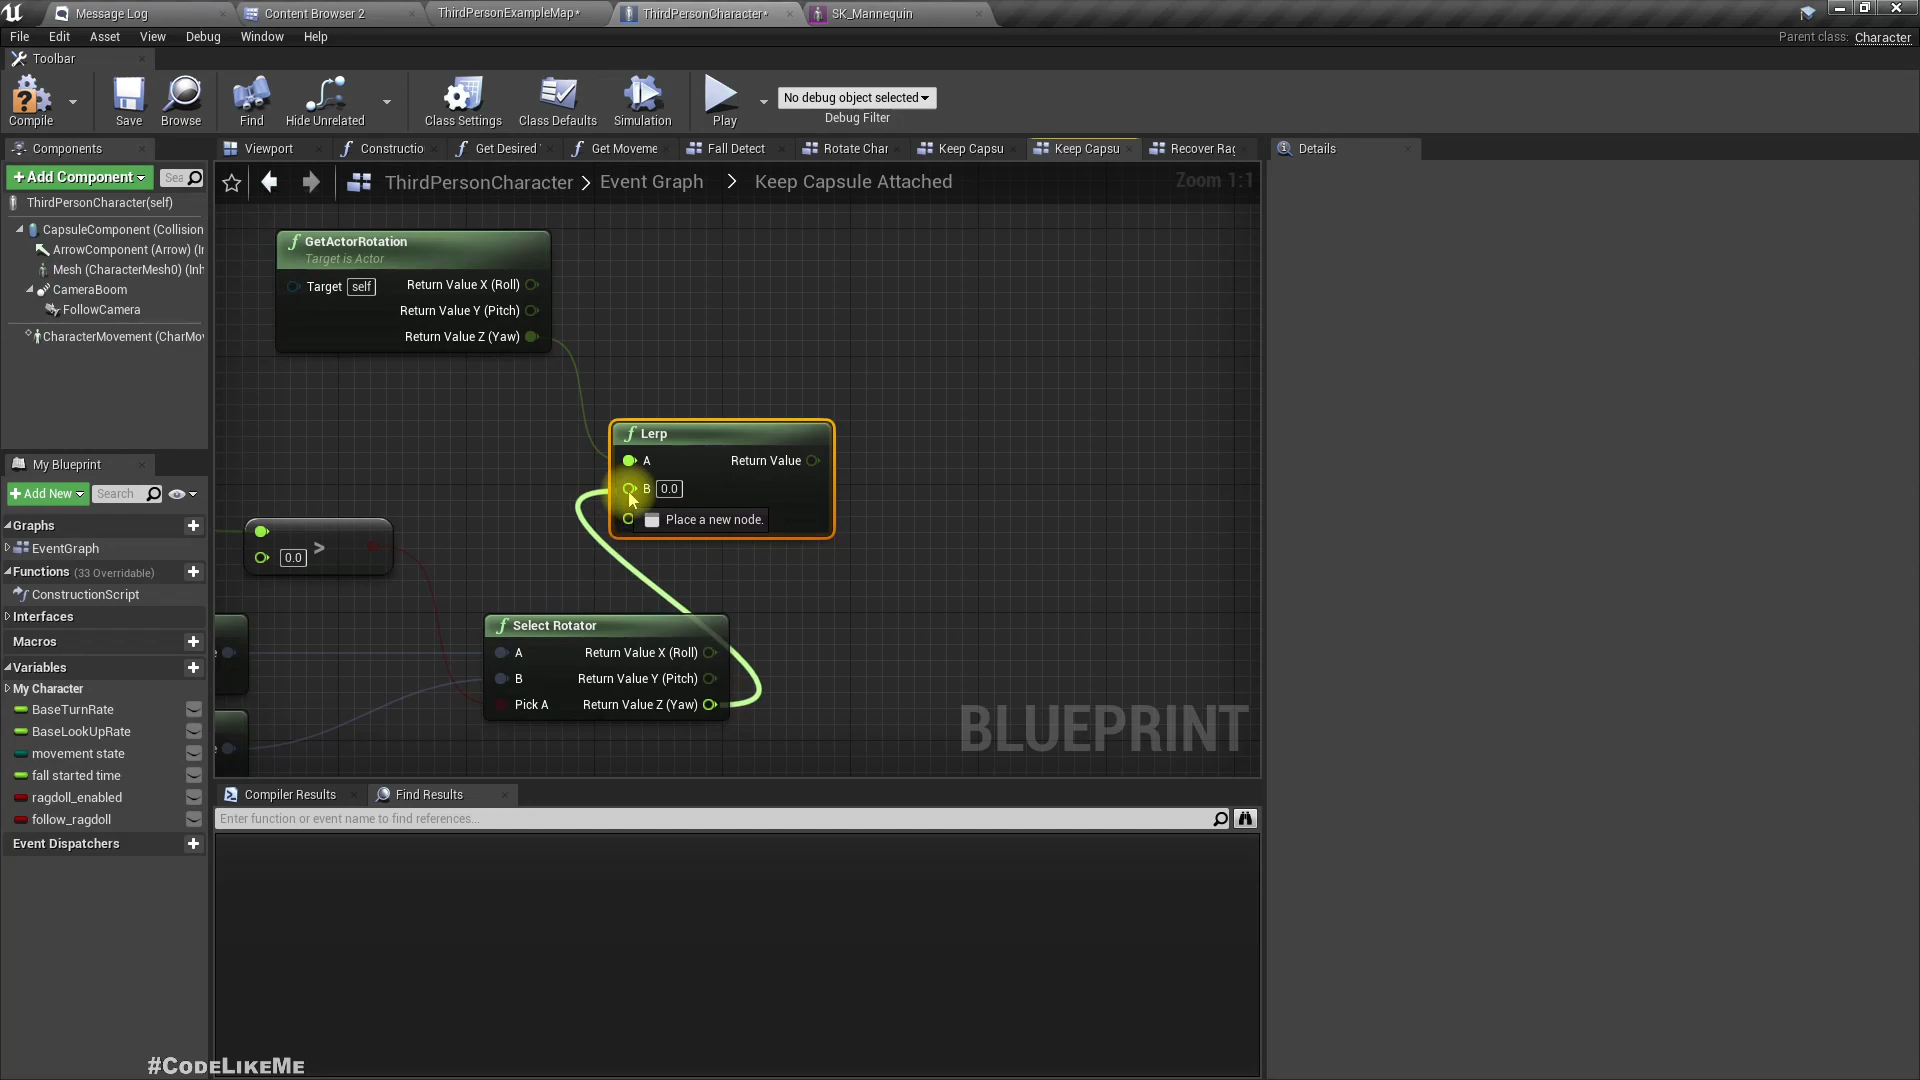 Message Log
Content Browser 2
ThirdPersonExampleMap*
ThirdPersonCharacter*
SK_Mannequin
File Edit Asset View Debug Window Help
Parent class: Character
Toolbar
Compile
Save
Browse
Find
Hide Unrelated
Class Settings
Class Defaults
Simulation
Play
No debug object selected
Debug Filter
Components
Viewport
Constructio
Get Desired '
Get Moveme
Fall Detect
Rotate Char
Keep Capsu
Keep Capsu
Recover Rag
Details
+ Add Component
Sea
ThirdPersonCharacter > Event Graph > Keep Capsule Attached
Zoom 1:1
ThirdPersonCharacter(self)
CapsuleComponent (Collision
ArrowComponent (Arrow) (I
Mesh (CharacterMesh0) (Inh
CameraBoom
FollowCamera
CharacterMovement (CharMov
GetActorRotation
Target is Actor
Target self
Return Value X (Roll)
Return Value Y (Pitch)
Return Value Z (Yaw)
Lerp
A
Return Value
B 0.0
Place a new node.
0.0
>
Select Rotator
A
Return Value X (Roll)
B
Return Value Y (Pitch)
Pick A
Return Value Z (Yaw)
BLUEPRINT
My Blueprint
+ Add New
Search
Graphs
EventGraph
Functions (33 Overridable)
ConstructionScript
Interfaces
Macros
Variables
My Character
BaseTurnRate
BaseLookUpRate
movement state
fall started time
ragdoll_enabled
follow_ragdoll
Event Dispatchers
Compiler Results
Find Results
Enter function or event name to find references...
#CodeLikeMe